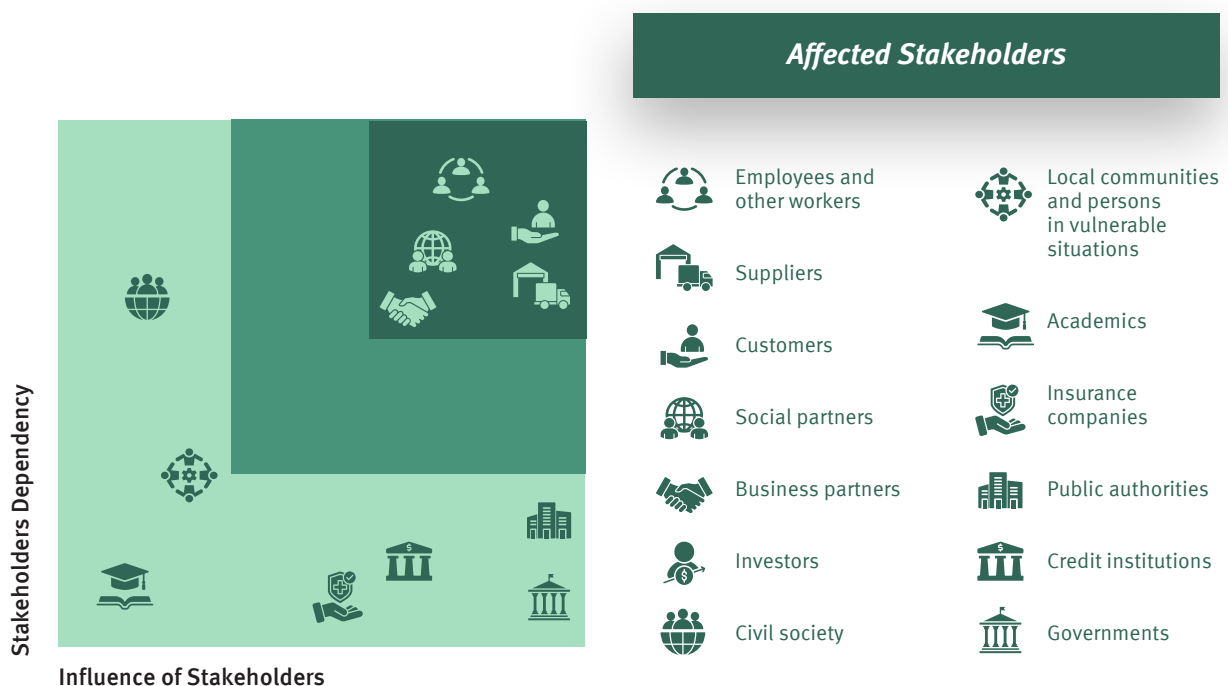 Affected Stakeholders
Stakeholders Dependency
Influence of Stakeholders
Employees and
other workers
Suppliers
Customers
Social partners
Business partners
Investors
$
Civil society
Local communities
and persons
in vulnerable
situations
Academics
Insurance
companies
Public authorities
$
Credit institutions
Governments
$